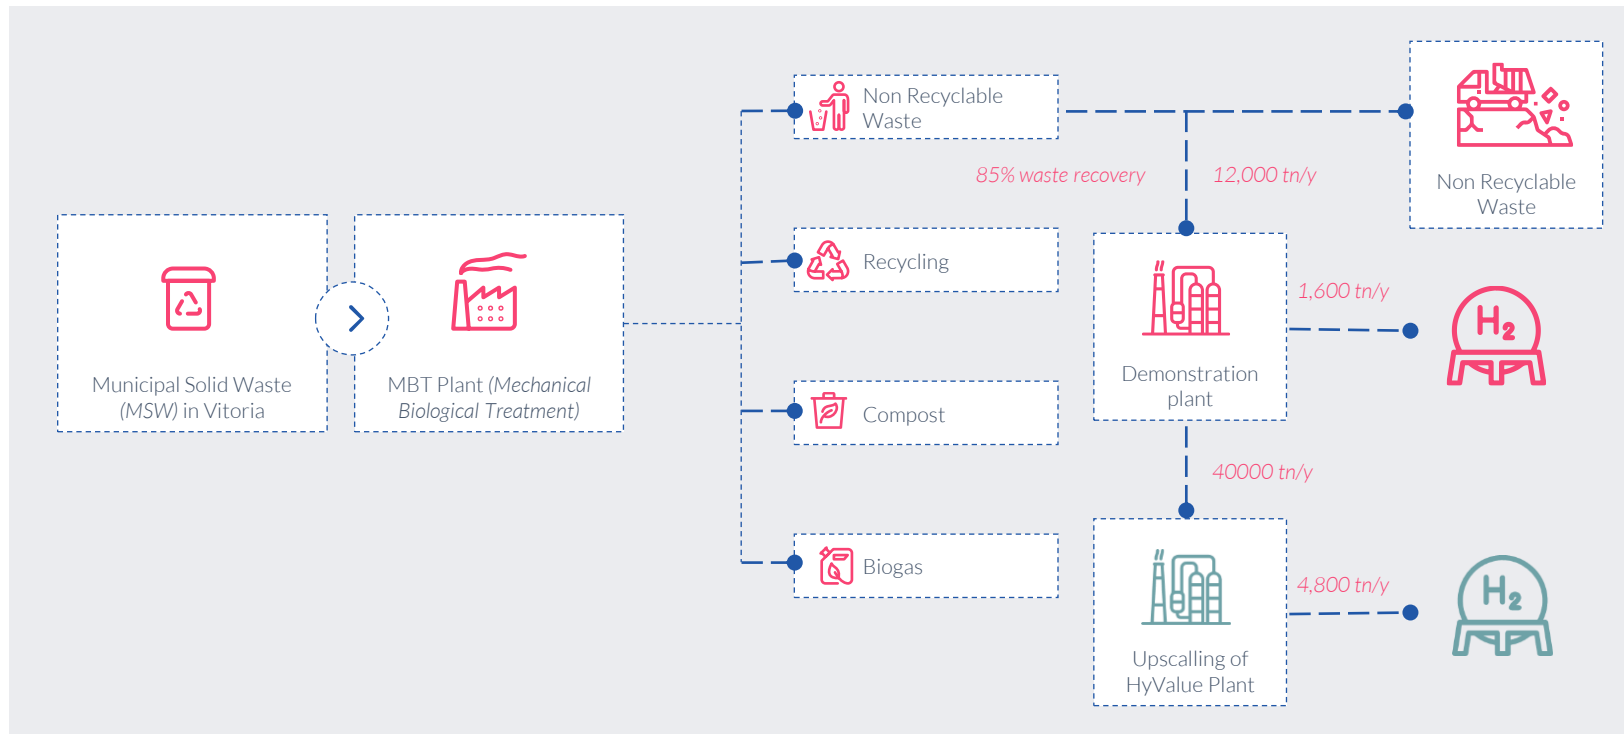 Municipal Solid Waste
(MSW) in Vitoria
MBT Plant (Mechanical
Biological Treatment)
Non Recyclable
Waste
Recycling
Compost
Biogas
85% waste recovery
12,000 tn/y
Non Recyclable
Waste
Demonstration
plant
1,600 tn/y
H2
40000 tn/y
Upscalling of
HyValue Plant
4,800 tn/y
H2